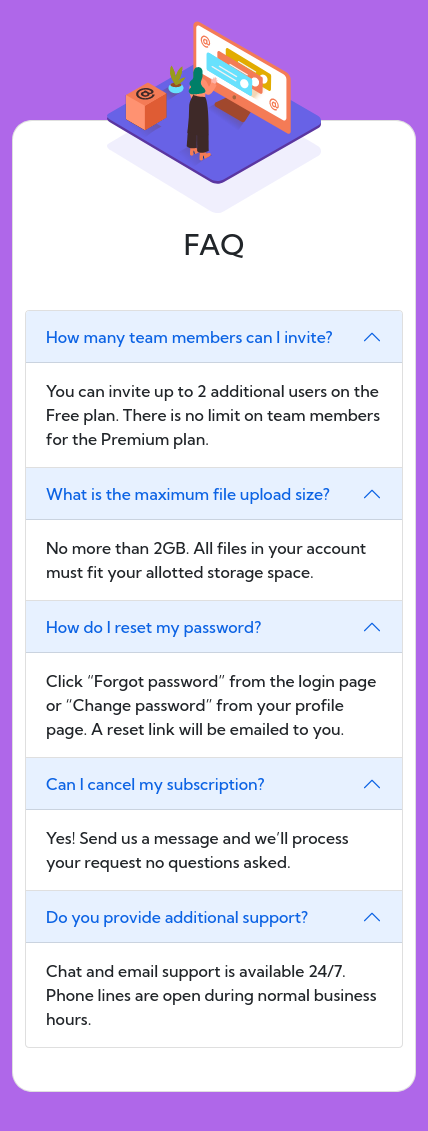 FAQ
How many team members can I invite?
You can invite up to 2 additional users on the
Free plan. There is no limit on team members
for the Premium plan.
What is the maximum file upload size?
No more than 2GB. All files in your account
must fit your allotted storage space.
How do I reset my password?
Click “Forgot password” from the login page
or “Change password” from your profile
page. A reset link will be emailed to you.
Can I cancel my subscription?
Yes! Send us a message and we’ll process
your request no questions asked.
Do you provide additional support?
Chat and email support is available 24/7.
Phone lines are open during normal business
hours.